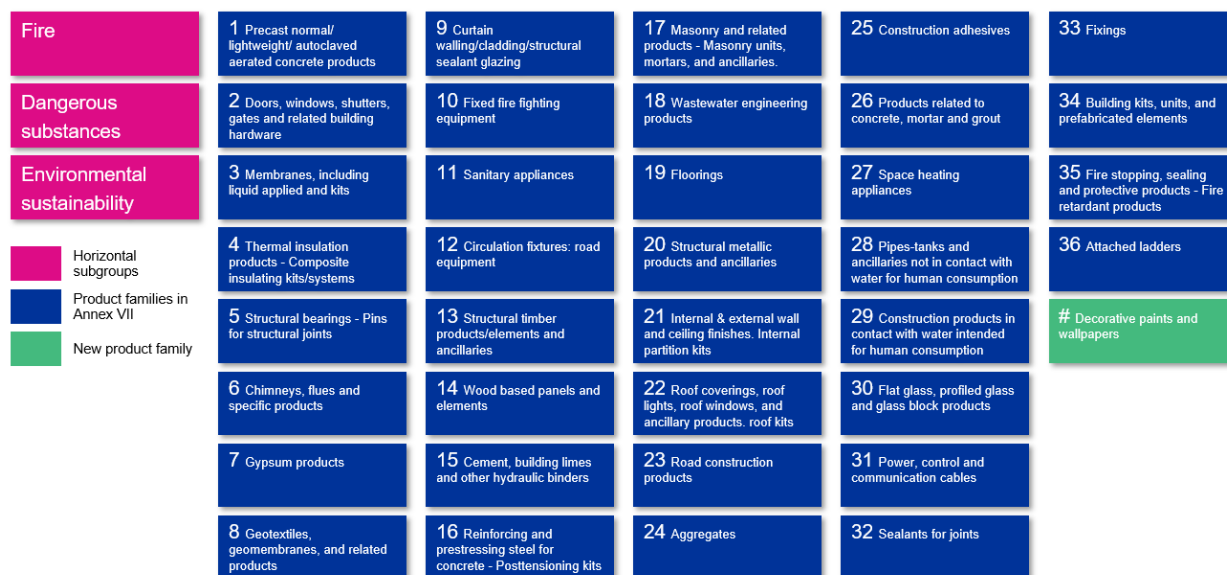 Fire
Dangerous
substances
Environmental
sustainability
Horizontal
subgroups
Product families in
Annex VII
New product family
1 Precast normal/
lightweight/ autoclaved
aerated concrete products
2 Doors, windows, shutters,
gates and related building
hardware
3 Membranes, including
liquid applied and kits
4 Thermal insulation
products - Composite
insulating kits/systems
5 Structural bearings - Pins
for structural joints
6 Chimneys, flues and
specific products
7 Gypsum products
8 Geotextiles,
geomembranes, and related
products
9 Curtain
walling/cladding/structural
sealant glazing
10 Fixed fire fighting
equipment
11 Sanitary appliances
12 Circulation fixtures: road
equipment
13 Structural timber
products/elements and
ancillaries
14 Wood based panels and
elements
15 Cement, building limes
and other hydraulic binders
16 Reinforcing and
prestressing steel for
concrete - Posttensioning kits
17 Masonry and related
products - Masonry units,
mortars, and ancillaries.
18 Wastewater engineering
products
19 Floorings
20 Structural metallic
products and ancillaries
21 Internal & external wall
and ceiling finishes. Internal
partition kits
22 Roof coverings, roof
lights, roof windows, and
ancillary products. roof kits
23 Road construction
products
24 Aggregates
25 Construction adhesives
26 Products related to
concrete, mortar and grout
27 Space heating
appliances
28 Pipes-tanks and
ancillaries not in contact with
water for human consumption
29 Construction products in
contact with water intended
for human consumption
30 Flat glass, profiled glass
and glass block products
31 Power, control and
communication cables
32 Sealants for joints
33 Fixings
34 Building kits, units, and
prefabricated elements
35 Fire stopping, sealing
and protective products - Fire
retardant products
36 Attached ladders
# Decorative paints and
wallpapers